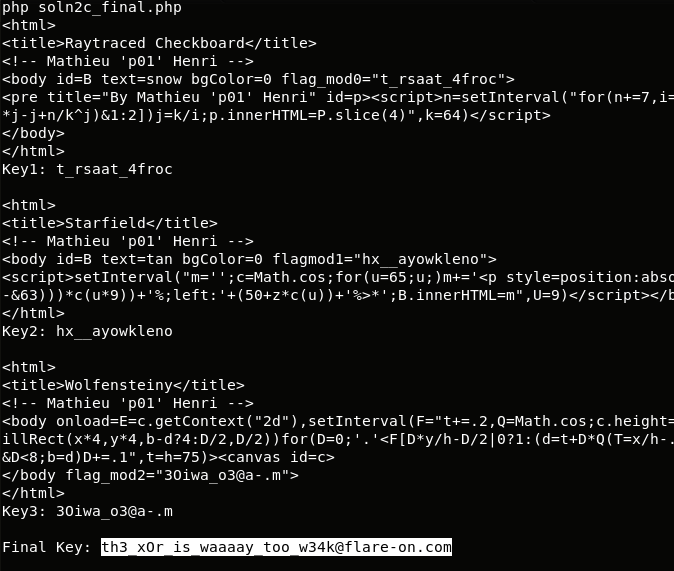 php soln2c_final.php
<html>
<title>Raytraced Checkboard</title>
<!-- Mathieu 'p01' Henri -->
<body id=B text=snow bgColor=0 flag_mod0="t_rsaat_4froc">
<pre title="By Mathieu 'p01' Henri" id=p><script>n=setInterval("for(n+=7,i=
*j-j+n/k^j)&1:2])j=k/i;p.innerHTML=P.slice(4)",k=64)</script>
</body>
</html>
Key1: t_rsaat_4froc

<html>
<title>Starfield</title>
<!-- Mathieu 'p01' Henri -->
<body id=B text=tan bgColor=0 flagmod1="hx__ayowkleno">
<script>setInterval("m='';c=Math.cos;for(u=65;u;)m+='<p style=position:abso
-&63)))*c(u*9))+'%;left:'+(50+z*c(u))+'%>*';B.innerHTML=m",U=9)</script></b
</html>
Key2: hx__ayowkleno

<html>
<title>Wolfensteiny</title>
<!-- Mathieu 'p01' Henri -->
<body onload=E=c.getContext("2d"),setInterval(F="t+=.2,Q=Math.cos;c.height=
illRect(x*4,y*4,b-d?4:D/2,D/2))for(D=0;'.'<F[D*y/h-D/2|0?1:(d=t+D*Q(T=x/h-.
&D<8;b=d)D+=.1",t=h=75)><canvas id=c>
</body flag_mod2="3Oiwa_o3@a-.m">
</html>
Key3: 3Oiwa_o3@a-.m

Final Key: th3_xOr_is_waaaay_too_w34k@flare-on.com